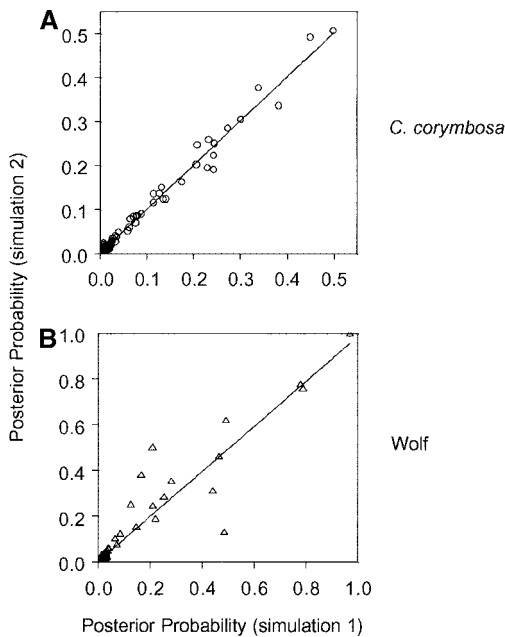 A
0.5
0.4
0.3
0.2
0.1
0.0
0.0 0.1 0.2 0.3 0.4 0.5
C. corymbosa
Posterior Probability (simulation 2)
B
1.0
0.8
0.6
0.4
0.2
0.0
0.0 0.2 0.4 0.6 0.8 1.0
Wolf
Posterior Probability (simulation 1)